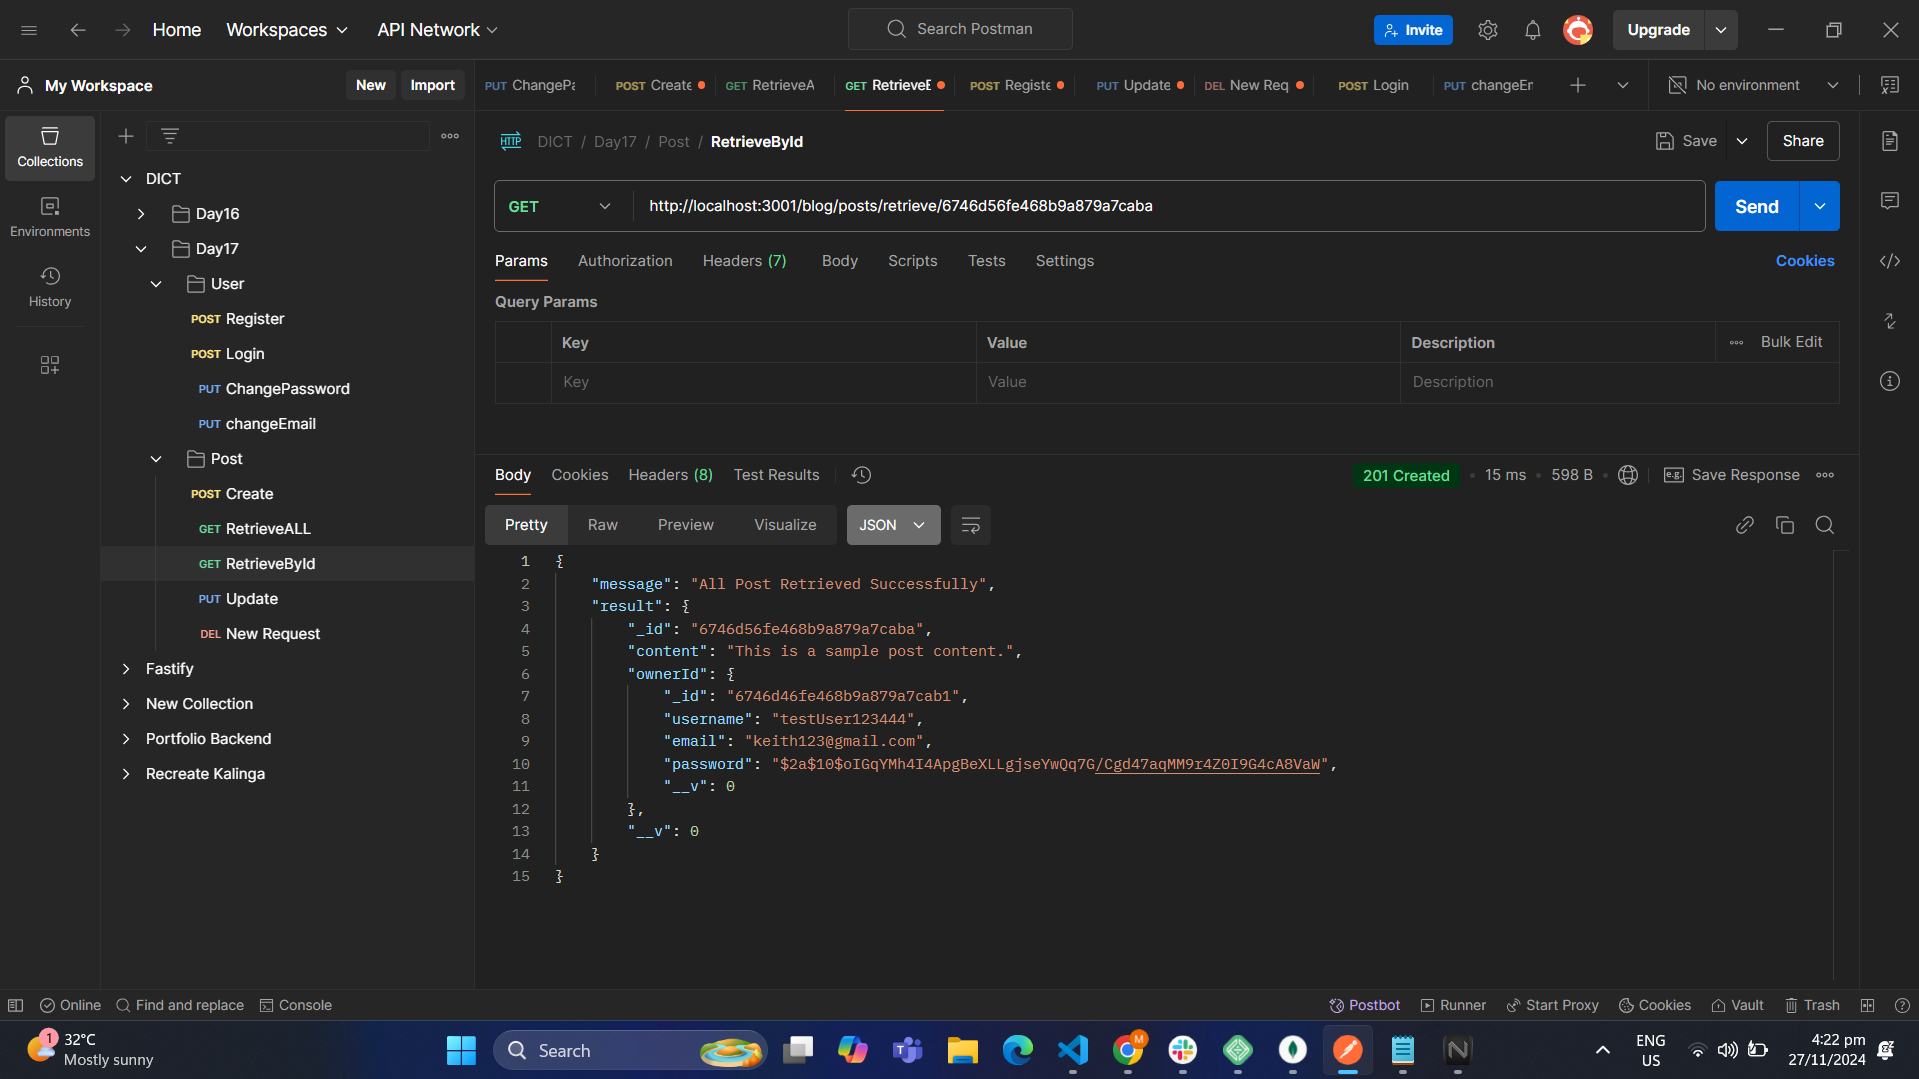 Home Workspaces API Network Search Postman Invite Upgrade
My Workspace New Import
PUT ChangePa POST Create GET RetrieveA GET RetrieveB POST Registe PUT Update DEL New Req POST Login PUT changeEm No environment
Collections
Environments
History
DICT
Day16
Day17
User
POST Register
POST Login
PUT ChangePassword
PUT changeEmail
Post
POST Create
GET RetrieveALL
GET RetrieveById
PUT Update
DEL New Request
Fastify
New Collection
Portfolio Backend
Recreate Kalinga
HTTP DICT / Day17 / Post / RetrieveById Save Share
GET http://localhost:3001/blog/posts/retrieve/6746d56fe468b9a879a7caba Send
Params Authorization Headers (7) Body Scripts Tests Settings Cookies
Query Params
Key Value Description Bulk Edit
Key Value Description
Body Cookies Headers (8) Test Results 201 Created 15 ms 598 B e.g. Save Response
Pretty Raw Preview Visualize JSON
1 {
2 "message": "All Post Retrieved Successfully",
3 "result": {
4 "_id": "6746d56fe468b9a879a7caba",
5 "content": "This is a sample post content.",
6 "ownerId": {
7 "_id": "6746d46fe468b9a879a7cab1",
8 "username": "testUser123444",
9 "email": "keith123@gmail.com",
10 "password": "$2a$10$oIGqYMh4I4ApgBeXLLgjseYwQq7G/Cgd47aqMM9r4Z0I9G4cA8VaW",
11 "__v": 0
12 },
13 "__v": 0
14 }
15 }
Online Find and replace Console Postbot Runner Start Proxy Cookies Vault Trash
1 32°C
Mostly sunny
Search
M
ENG
US
4:22 pm
27/11/2024